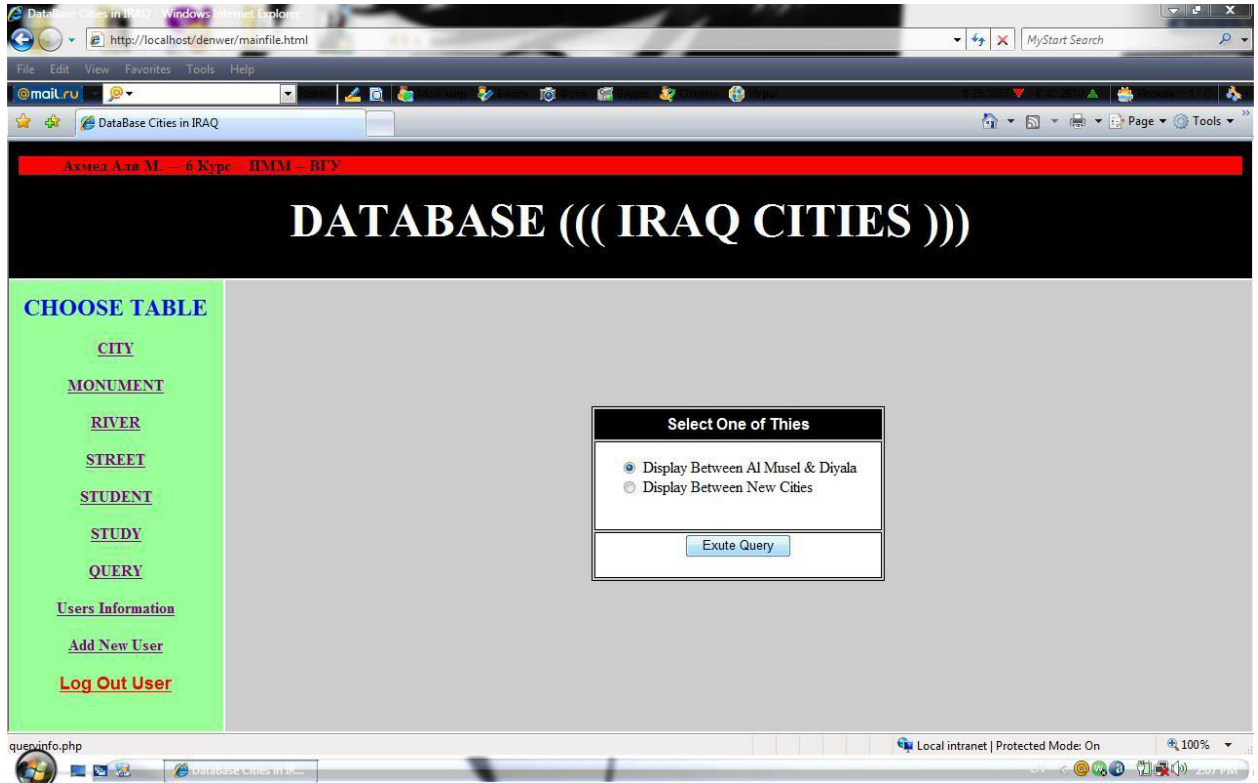 DataBase Cities in IRAQ - Windows Internet Explorer
http://localhost/denwer/mainfile.html
MyStart Search
File Edit View Favorites Tools Help
@mail.ru
DataBase Cities in IRAQ
Page Tools
Ахмед Али М. --- 6 Курс – ПММ – ВГУ
DATABASE ((( IRAQ CITIES )))
CHOOSE TABLE
CITY
MONUMENT
RIVER
STREET
STUDENT
STUDY
QUERY
Users Information
Add New User
Log Out User
Select One of Thies
Display Between Al Musel & Diyala
Display Between New Cities
Exute Query
queryinfo.php
Local intranet | Protected Mode: On
100%
DataBase Cities in IR...
EN
2:07 PM